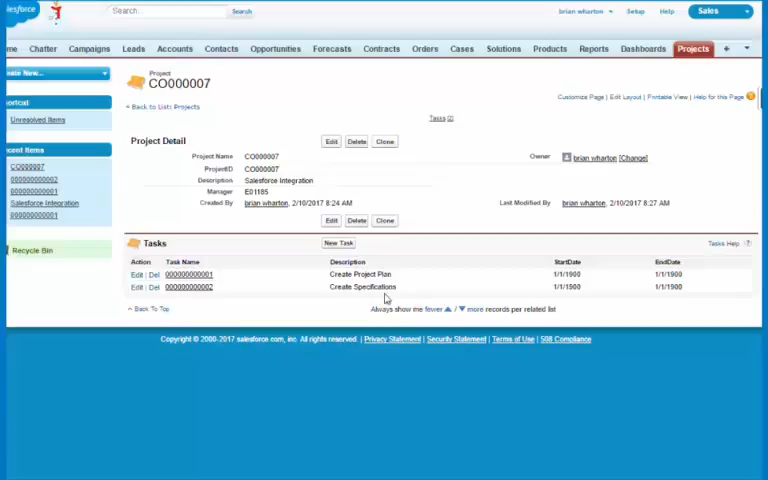 brian wharton Setup Help Sales
Search... Search
Chatter Campaigns Leads Accounts Contacts Opportunities Forecasts Contracts Orders Cases Solutions Products Reports Dashboards Projects +
Project
CO000007
Customize Page | Edit Layout | Printable View | Help for this Page
« Back to List: Projects
Tasks [2]
Unresolved Items
Recycle Bin
CO000007
000000000002
000000000001
Salesforce Integration
000000000001
Project Detail Edit Delete Clone
Project Name CO000007 Owner brian wharton [Change]
ProjectID CO000007
Description Salesforce Integration
Manager E01185
Created By brian wharton, 2/10/2017 8:24 AM Last Modified By brian wharton, 2/10/2017 8:27 AM
Edit Delete Clone
Tasks New Task Tasks Help
Action Task Name Description StartDate EndDate
Edit | Del 000000000001 Create Project Plan 1/1/1900 1/1/1900
Edit | Del 000000000002 Create Specifications 1/1/1900 1/1/1900
^ Back To Top Always show me fewer / more records per related list
Copyright © 2000-2017 salesforce.com, inc. All rights reserved. | Privacy Statement | Security Statement | Terms of Use | 508 Compliance